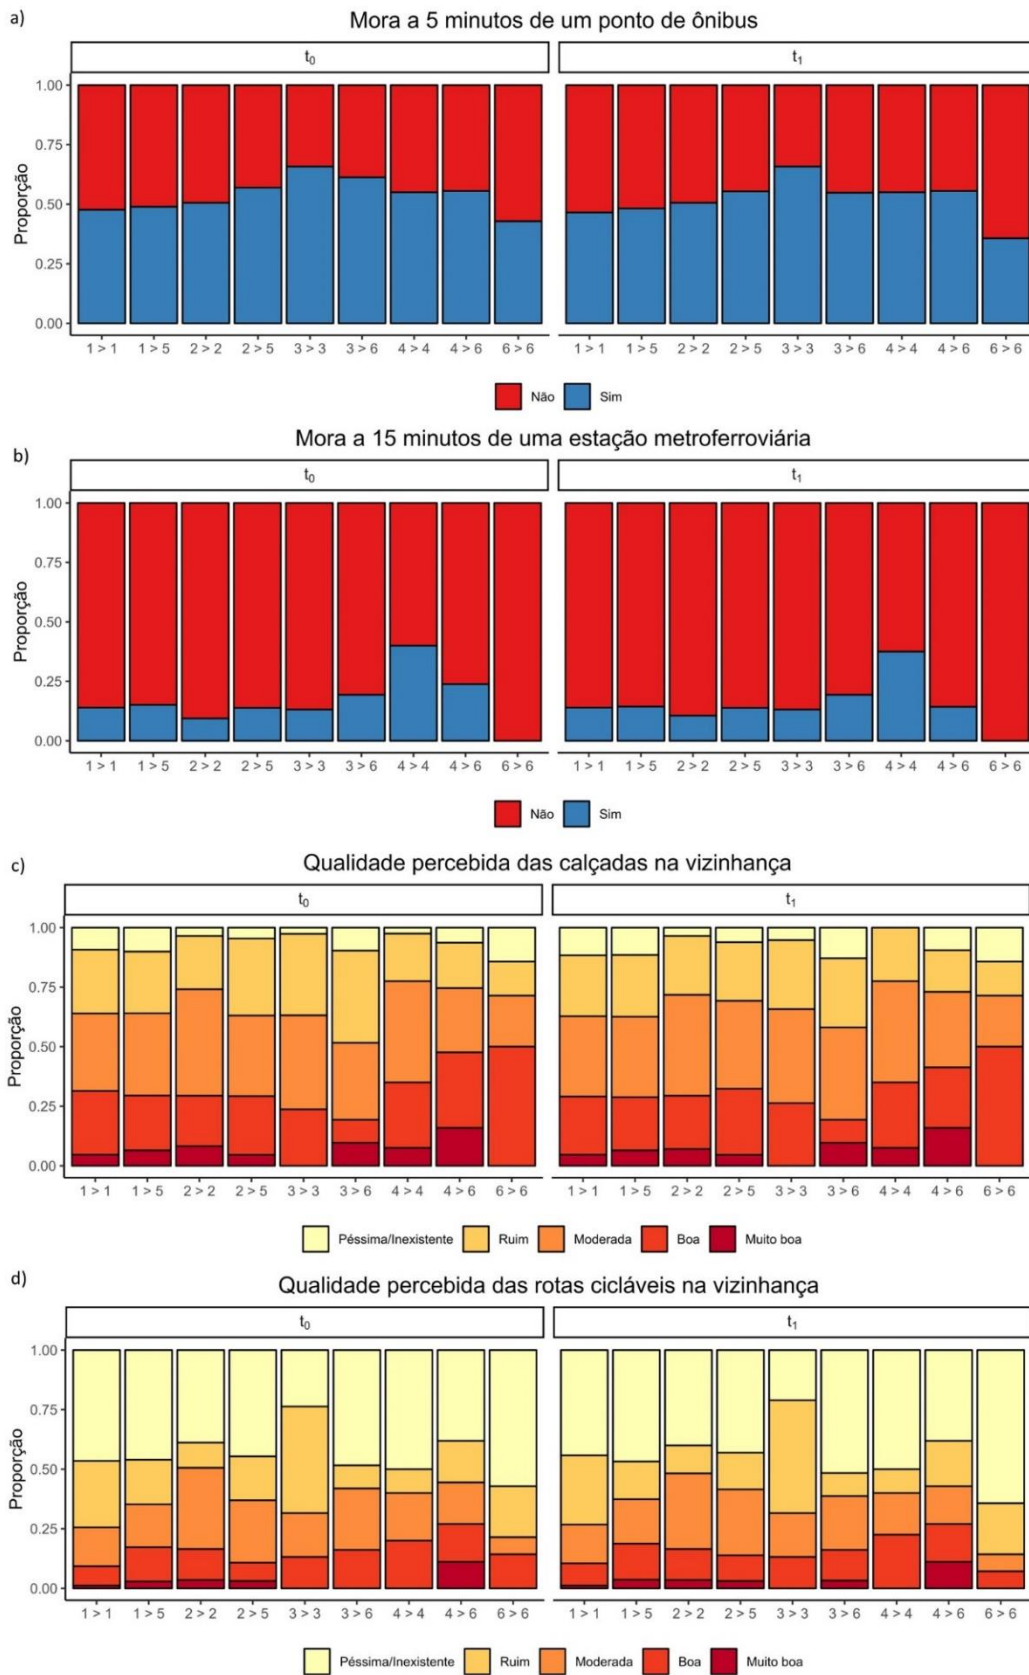 a)
Mora a 5 minutos de um ponto de ônibus
t0 t1
Proporção
1.00
0.75
0.50
0.25
0.00
1 > 1 1 > 5 2 > 2 2 > 5 3 > 3 3 > 6 4 > 4 4 > 6 6 > 6 1 > 1 1 > 5 2 > 2 2 > 5 3 > 3 3 > 6 4 > 4 4 > 6 6 > 6
Não Sim
b)
Mora a 15 minutos de uma estação metroferroviária
t0 t1
Proporção
1.00
0.75
0.50
0.25
0.00
1 > 1 1 > 5 2 > 2 2 > 5 3 > 3 3 > 6 4 > 4 4 > 6 6 > 6 1 > 1 1 > 5 2 > 2 2 > 5 3 > 3 3 > 6 4 > 4 4 > 6 6 > 6
Não Sim
c)
Qualidade percebida das calçadas na vizinhança
t0 t1
Proporção
1.00
0.75
0.50
0.25
0.00
1 > 1 1 > 5 2 > 2 2 > 5 3 > 3 3 > 6 4 > 4 4 > 6 6 > 6 1 > 1 1 > 5 2 > 2 2 > 5 3 > 3 3 > 6 4 > 4 4 > 6 6 > 6
Péssima/Inexistente Ruim Moderada Boa Muito boa
d)
Qualidade percebida das rotas cicláveis na vizinhança
t0 t1
Proporção
1.00
0.75
0.50
0.25
0.00
1 > 1 1 > 5 2 > 2 2 > 5 3 > 3 3 > 6 4 > 4 4 > 6 6 > 6 1 > 1 1 > 5 2 > 2 2 > 5 3 > 3 3 > 6 4 > 4 4 > 6 6 > 6
Péssima/Inexistente Ruim Moderada Boa Muito boa